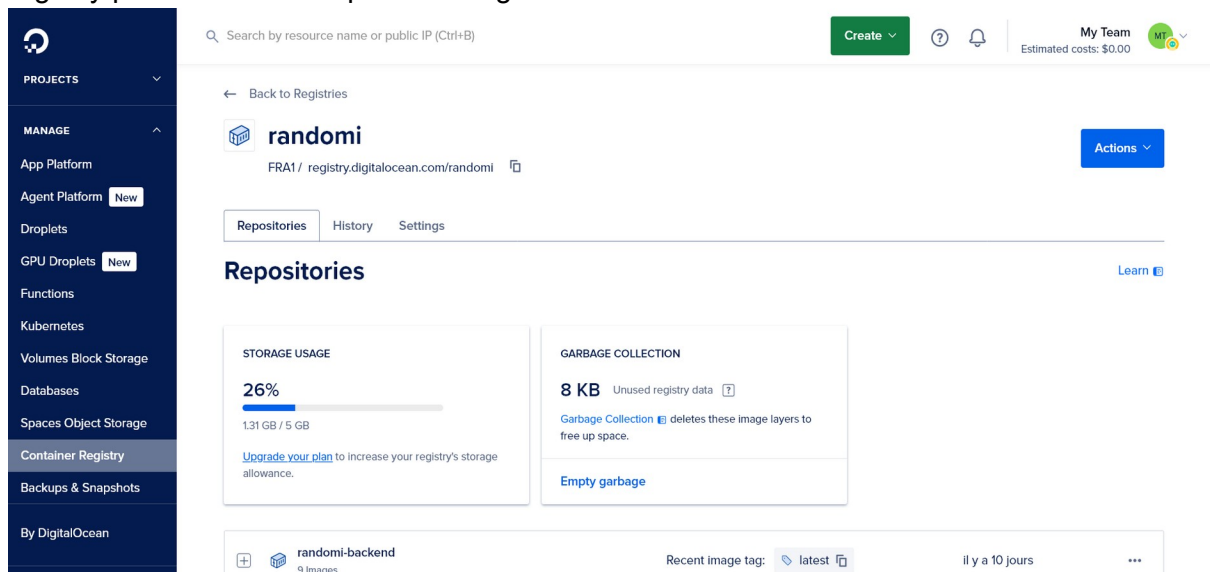 Search by resource name or public IP (Ctrl+B)
Create
My Team
Estimated costs: $0.00
MT
PROJECTS
MANAGE
App Platform
Agent Platform New
Droplets
GPU Droplets New
Functions
Kubernetes
Volumes Block Storage
Databases
Spaces Object Storage
Container Registry
Backups & Snapshots
By DigitalOcean
← Back to Registries
randomi
FRA1 / registry.digitalocean.com/randomi
Actions
Repositories History Settings
Repositories
Learn
STORAGE USAGE
26%
1.31 GB / 5 GB
Upgrade your plan to increase your registry's storage
allowance.
GARBAGE COLLECTION
8 KB Unused registry data ?
Garbage Collection deletes these image layers to
free up space.
Empty garbage
randomi-backend
9 Images
Recent image tag: latest
il y a 10 jours